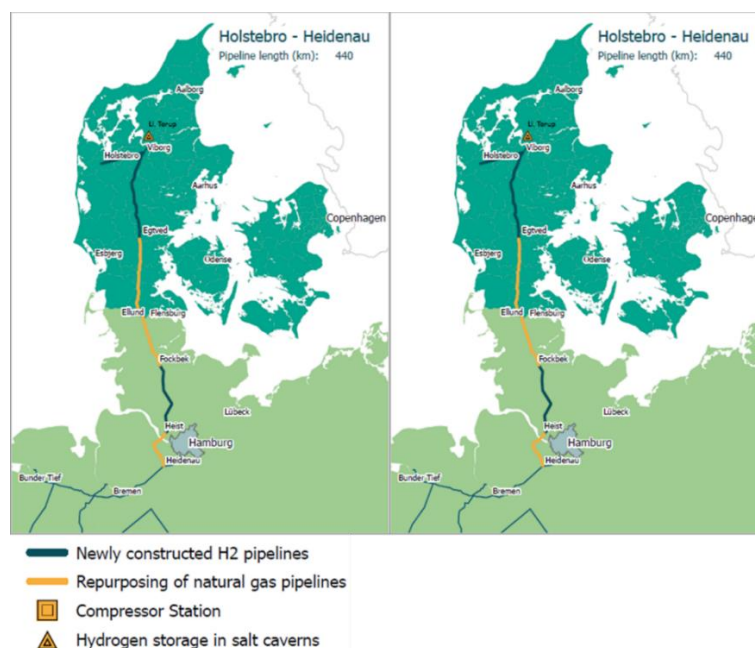 Holstebro - Heidenau
Pipeline length (km): 440
Aalborg
Ll. Torup
Viborg
Holstebro
Aarhus
Copenhagen
Egtved
Esbjerg
Odense
Ellund
Flensburg
Fockbek
Lübeck
Heist
Hamburg
Heidenau
Bunder Tief
Bremen
Holstebro - Heidenau
Pipeline length (km): 440
Aalborg
Ll. Torup
Viborg
Holstebro
Aarhus
Copenhagen
Egtved
Esbjerg
Odense
Ellund
Flensburg
Fockbek
Lübeck
Heist
Hamburg
Heidenau
Bunder Tief
Bremen
Newly constructed H2 pipelines
Repurposing of natural gas pipelines
Compressor Station
Hydrogen storage in salt caverns